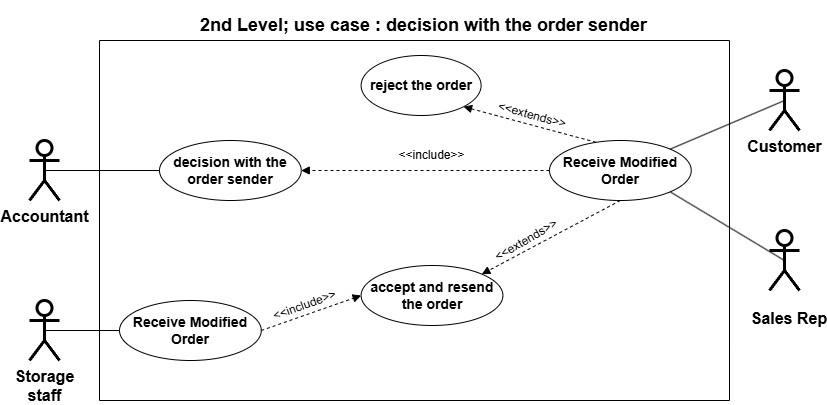 2nd Level; use case : decision with the order sender
reject the order
<<extends>>
Customer
<<include>>
decision with the
order sender
Receive Modified
Order
Accountant
<<extends>>
accept and resend
the order
<<include>>
Receive Modified
Order
Sales Rep
Storage
staff